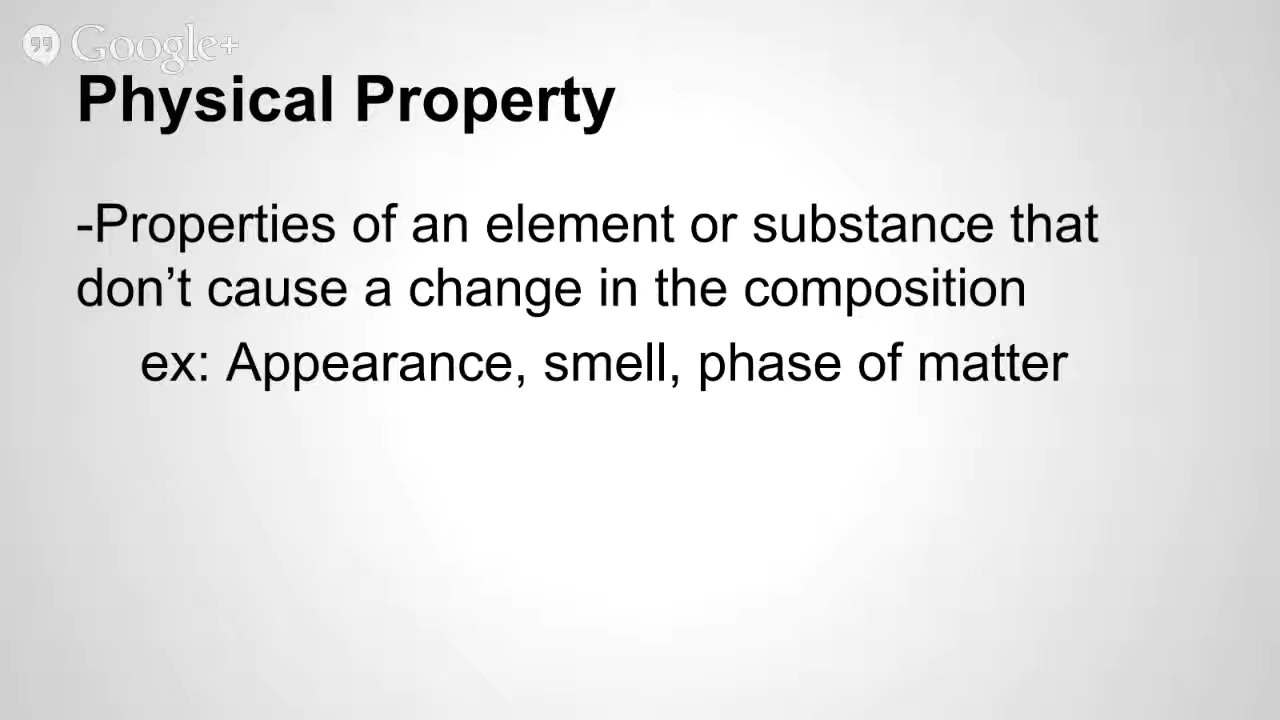 Google+
Physical Property
-Properties of an element or substance that
don’t cause a change in the composition
ex: Appearance, smell, phase of matter